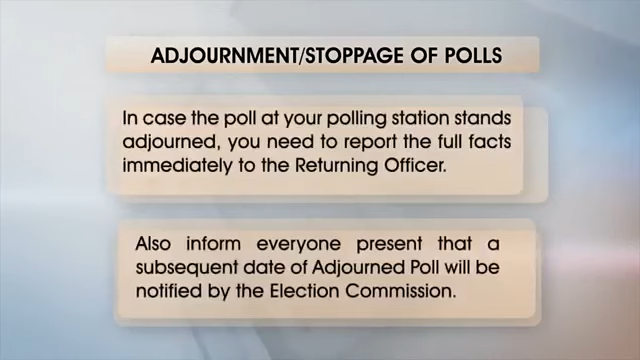 ADJOURNMENT/STOPPAGE OF POLLS
In case the poll at your polling station stands
adjourned, you need to report the full facts
immediately to the Returning Officer.
Also inform everyone present that a
subsequent date of Adjourned Poll will be
notified by the Election Commission.